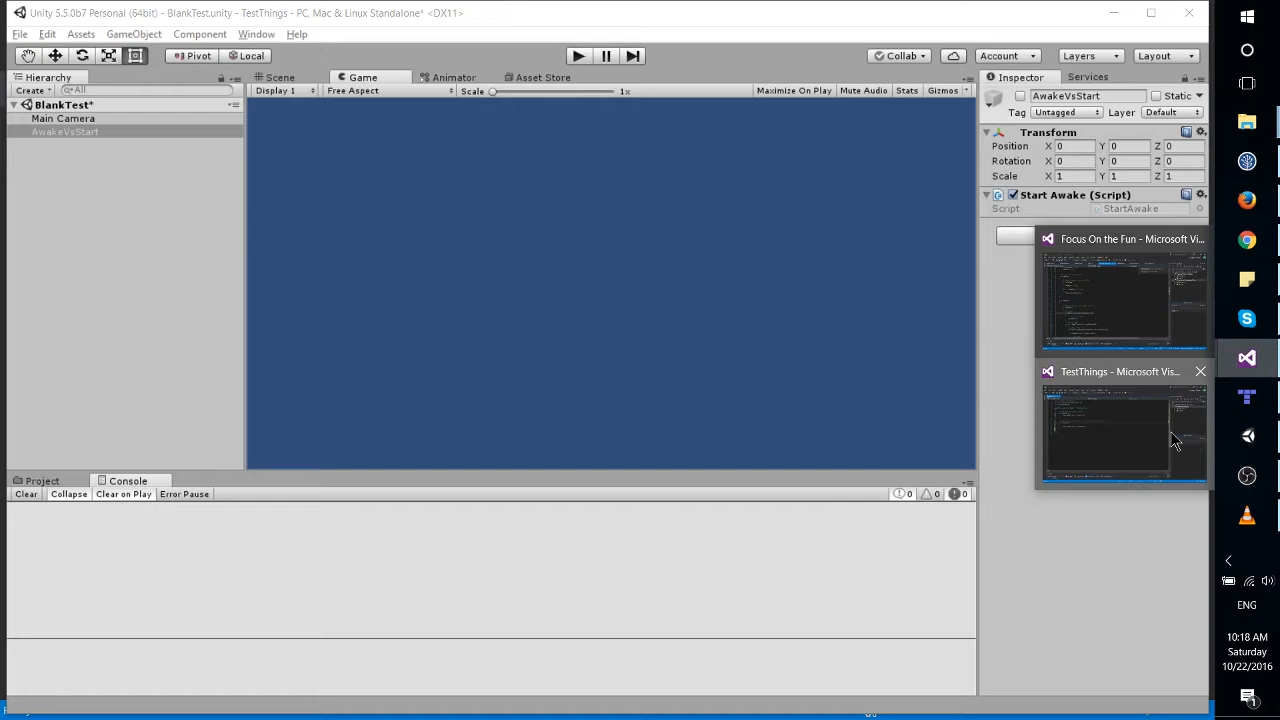 Unity 5.5.0b7 Personal (64bit) - BlankTest.unity - TestThings - PC, Mac & Linux Standalone* <DX11>
File Edit Assets GameObject Component Window Help
Pivot Local Collab Account Layers Layout
Hierarchy Scene Game Animator Asset Store Inspector Services
Create All Display 1 Free Aspect Scale 1x Maximize On Play Mute Audio Stats Gizmos AwakeVsStart Static
BlankTest*
Tag Untagged Layer Default
Main Camera
AwakeVsStart
Transform
Position X 0 Y 0 Z 0
Rotation X 0 Y 0 Z 0
Scale X 1 Y 1 Z 1
Start Awake (Script)
Script StartAwake
Focus On the Fun - Microsoft Vi...
TestThings - Microsoft Vis...
Project Console
Clear Collapse Clear on Play Error Pause 0 0 0
ENG
10:18 AM
Saturday
10/22/2016
1